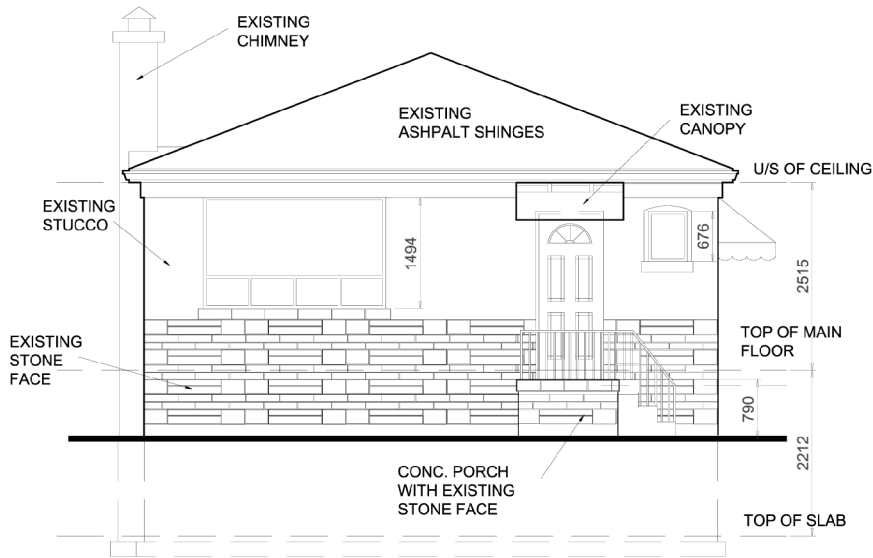 EXISTING
CHIMNEY
EXISTING
ASHPALT SHINGES
EXISTING
CANOPY
U/S OF CEILING
EXISTING
STUCCO
1494
676
2515
EXISTING
STONE
FACE
TOP OF MAIN
FLOOR
790
2212
CONC. PORCH
WITH EXISTING
STONE FACE
TOP OF SLAB